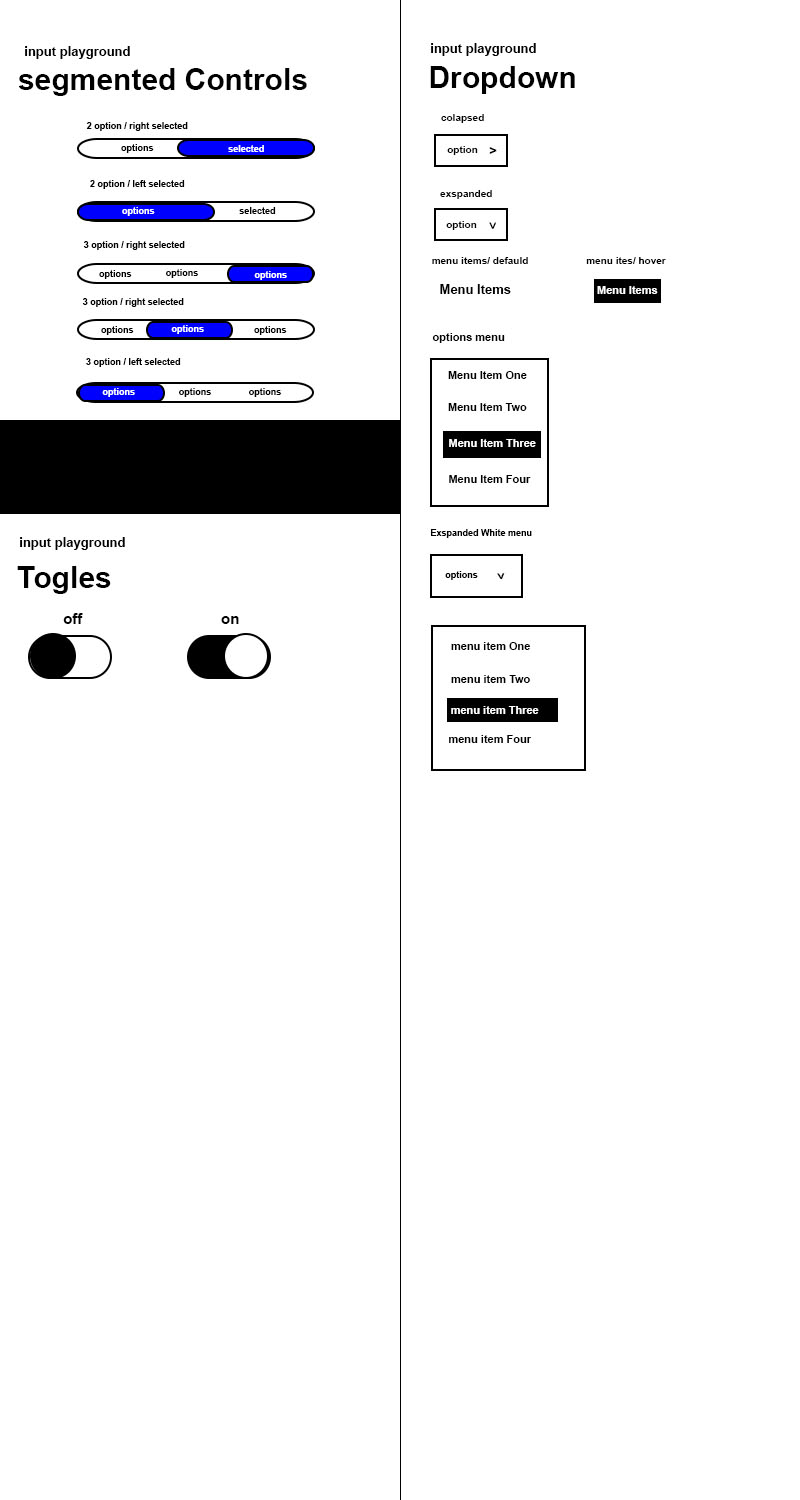 input playground
segmented Controls
2 option / right selected
options selected
2 option / left selected
options selected
3 option / right selected
options options options
3 option / right selected
options options options
3 option / left selected
options options options
input playground
Togles
off on
input playground
Dropdown
colapsed
option >
exspanded
option v
menu items/ defauld menu ites/ hover
Menu Items Menu Items
options menu
Menu Item One
Menu Item Two
Menu Item Three
Menu Item Four
Exspanded White menu
options v
menu item One
menu item Two
menu item Three
menu item Four